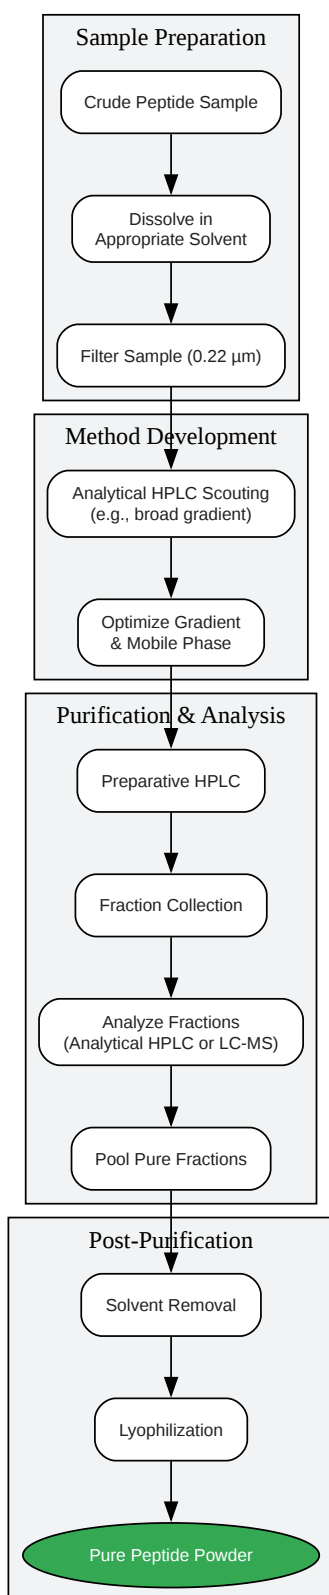 Sample Preparation
Crude Peptide Sample
Dissolve in
Appropriate Solvent
Filter Sample (0.22 µm)
Method Development
Analytical HPLC Scouting
(e.g., broad gradient)
Optimize Gradient
& Mobile Phase
Purification & Analysis
Preparative HPLC
Fraction Collection
Analyze Fractions
(Analytical HPLC or LC-MS)
Pool Pure Fractions
Post-Purification
Solvent Removal
Lyophilization
Pure Peptide Powder